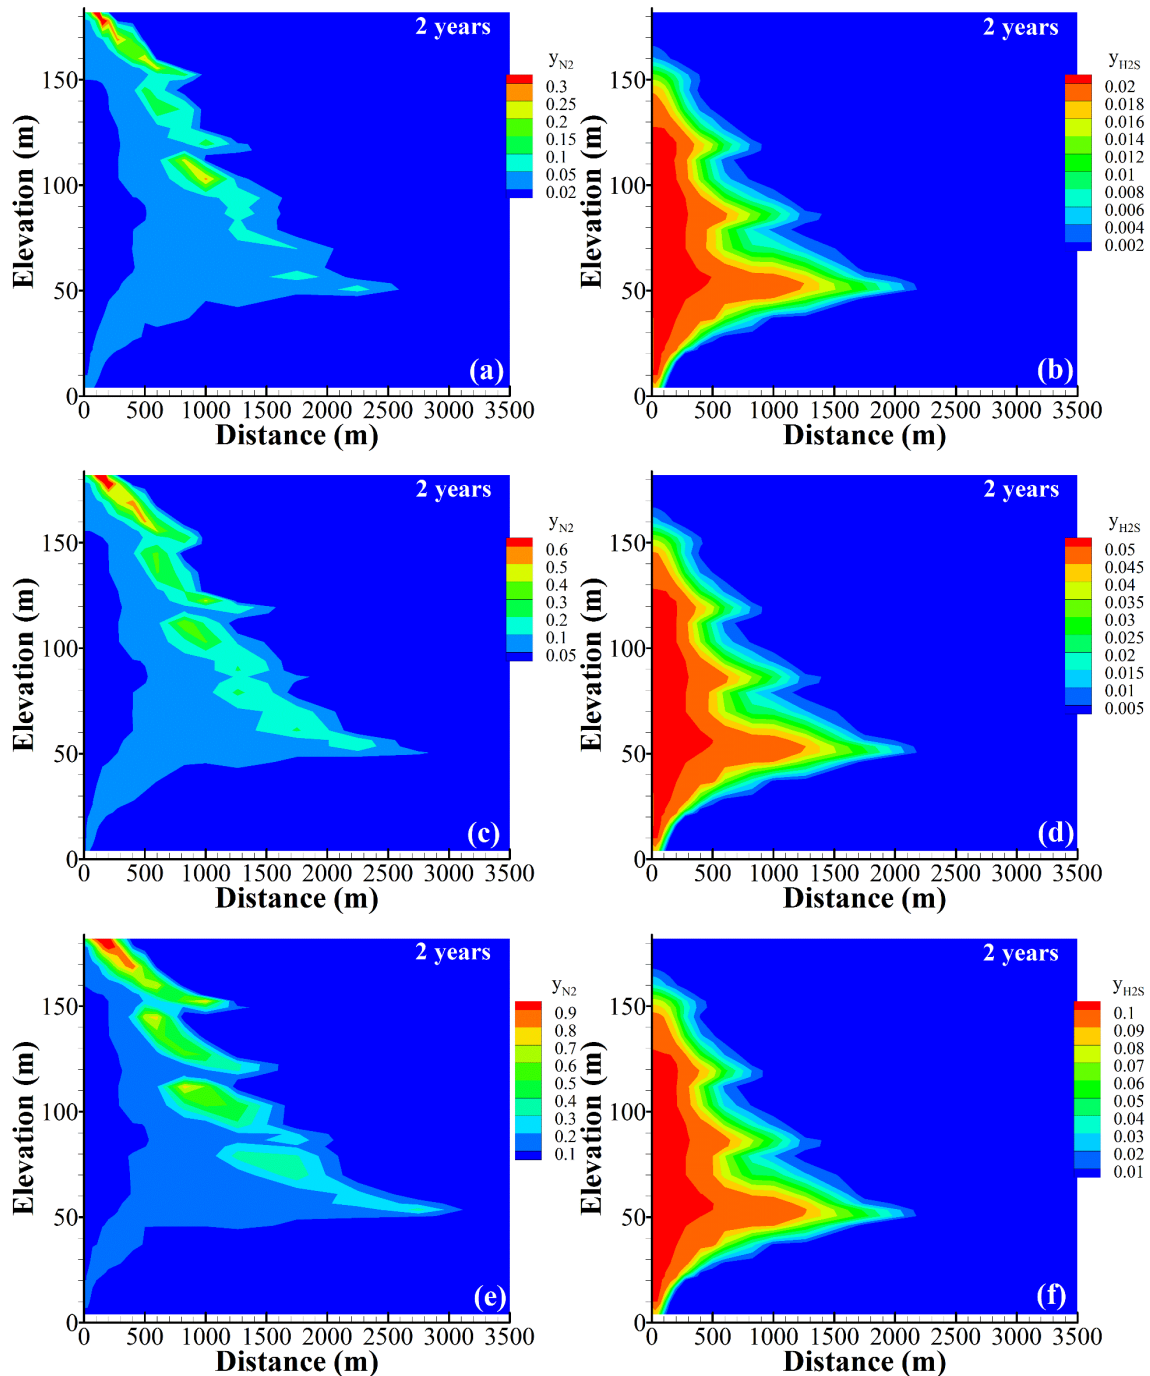 2 years
y_N2
0.3
0.25
0.2
0.15
0.1
0.05
0.02
Elevation (m)
150
100
50
0
0 500 1000 1500 2000 2500 3000 3500
Distance (m)
(a)
2 years
y_H2S
0.02
0.018
0.016
0.014
0.012
0.01
0.008
0.006
0.004
0.002
Elevation (m)
150
100
50
0
0 500 1000 1500 2000 2500 3000 3500
Distance (m)
(b)
2 years
y_N2
0.6
0.5
0.4
0.3
0.2
0.1
0.05
Elevation (m)
150
100
50
0
0 500 1000 1500 2000 2500 3000 3500
Distance (m)
(c)
2 years
y_H2S
0.05
0.045
0.04
0.035
0.03
0.025
0.02
0.015
0.01
0.005
Elevation (m)
150
100
50
0
0 500 1000 1500 2000 2500 3000 3500
Distance (m)
(d)
2 years
y_N2
0.9
0.8
0.7
0.6
0.5
0.4
0.3
0.2
0.1
Elevation (m)
150
100
50
0
0 500 1000 1500 2000 2500 3000 3500
Distance (m)
(e)
2 years
y_H2S
0.1
0.09
0.08
0.06
0.05
0.04
0.03
0.02
0.01
Elevation (m)
150
100
50
0
0 500 1000 1500 2000 2500 3000 3500
Distance (m)
(f)